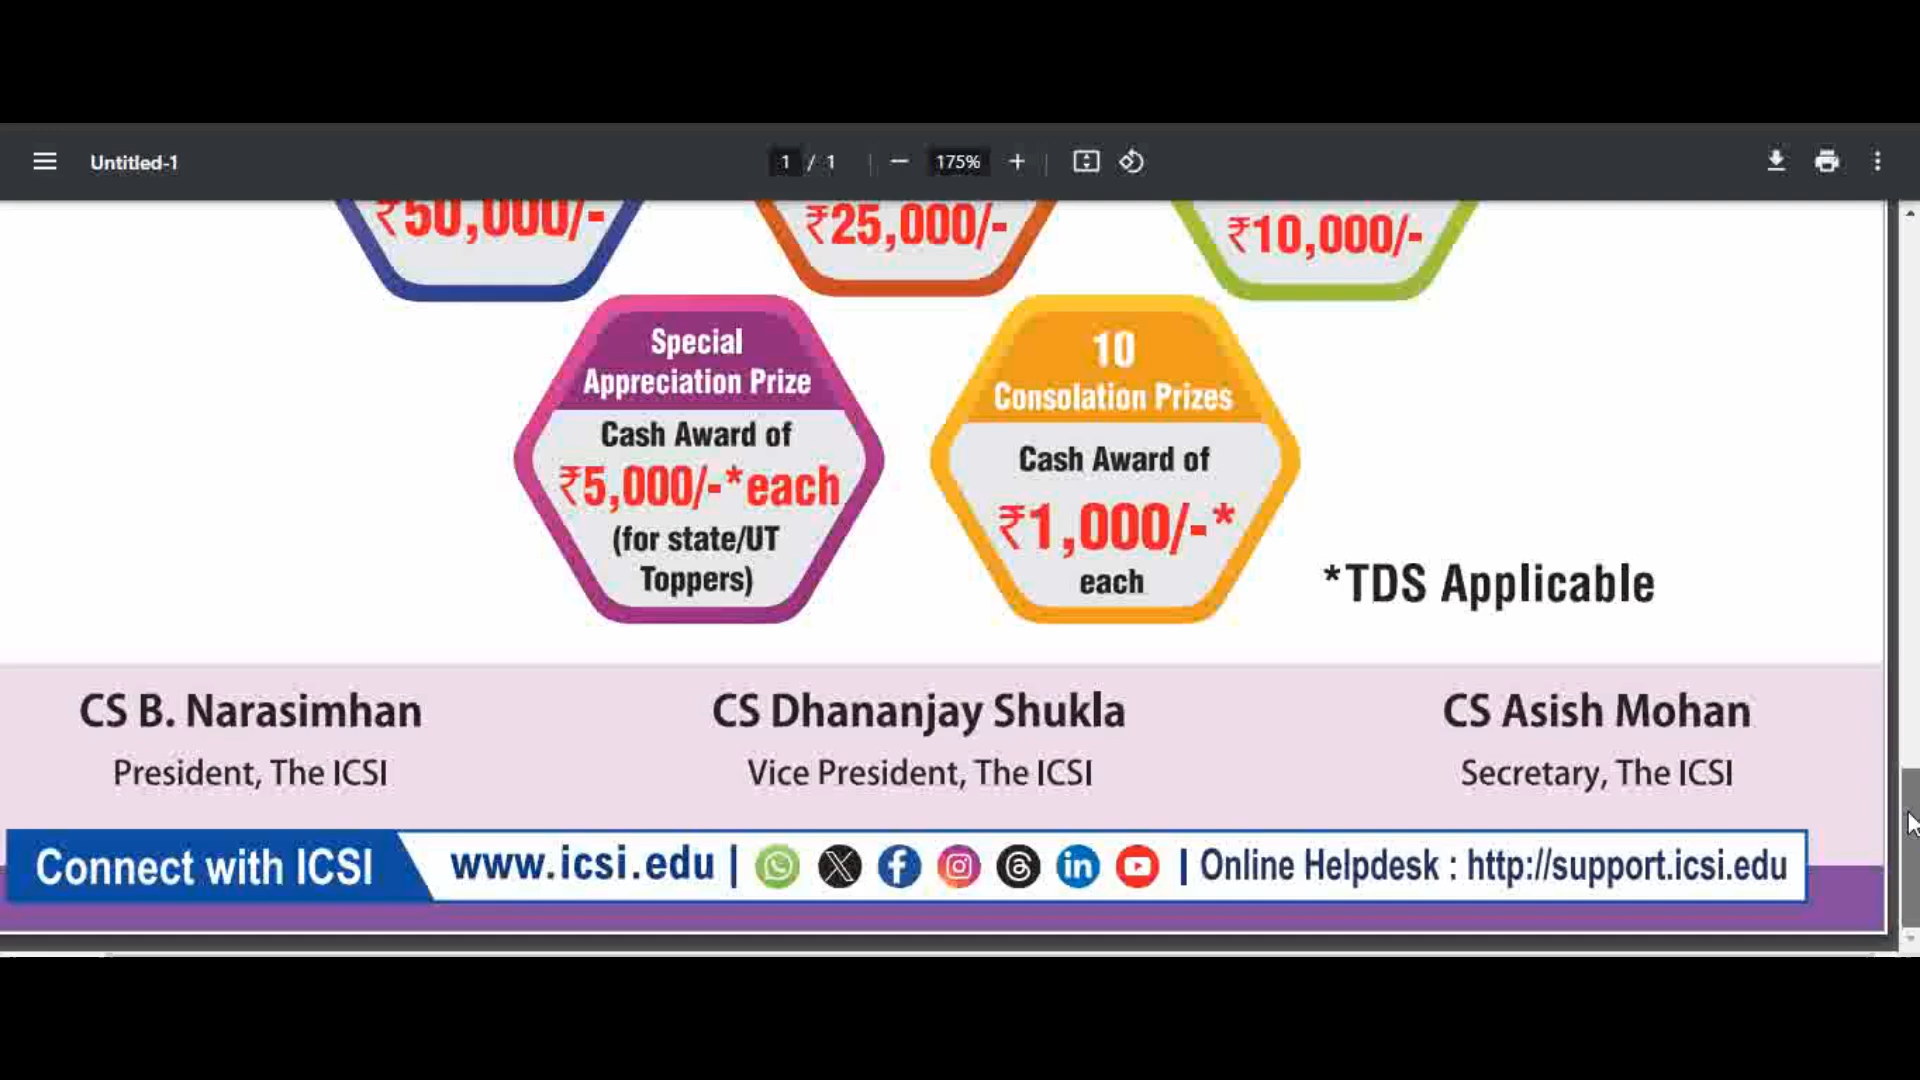 Untitled-1
1 / 1
175%
₹50,000/-
₹25,000/-
₹10,000/-
Special
Appreciation Prize
Cash Award of
₹5,000/-*each
(for state/UT
Toppers)
10
Consolation Prizes
Cash Award of
₹1,000/-*
each
*TDS Applicable
CS B. Narasimhan
President, The ICSI
CS Dhananjay Shukla
Vice President, The ICSI
CS Asish Mohan
Secretary, The ICSI
Connect with ICSI
www.icsi.edu | | Online Helpdesk : http://support.icsi.edu